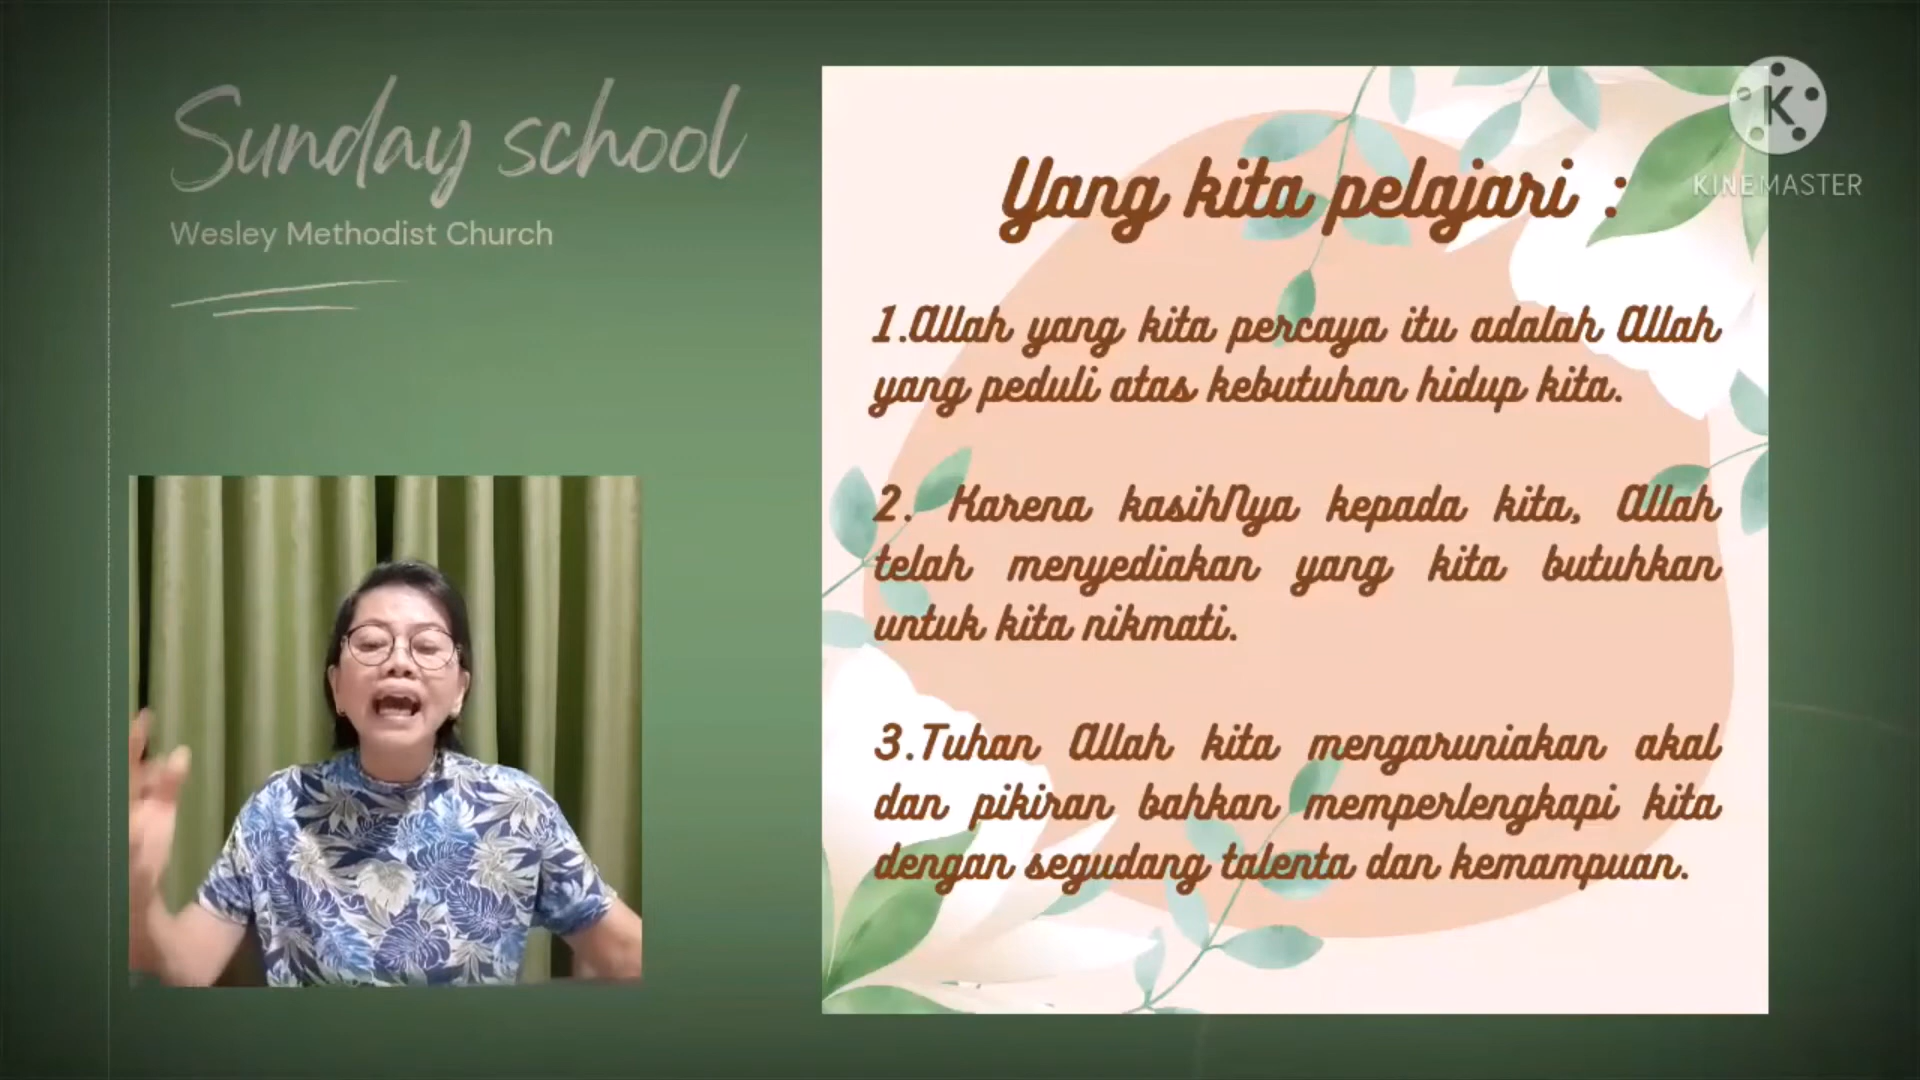 Sunday school
Wesley Methodist Church
KINEMASTER
Yang kita pelajari :
1.Allah yang kita percaya itu adalah Allah
yang peduli atas kebutuhan hidup kita.
2. Karena kasihNya kepada kita, Allah
telah menyediakan yang kita butuhkan
untuk kita nikmati.
3.Tuhan Allah kita mengaruniakan akal
dan pikiran bahkan memperlengkapi kita
dengan segudang talenta dan kemampuan.